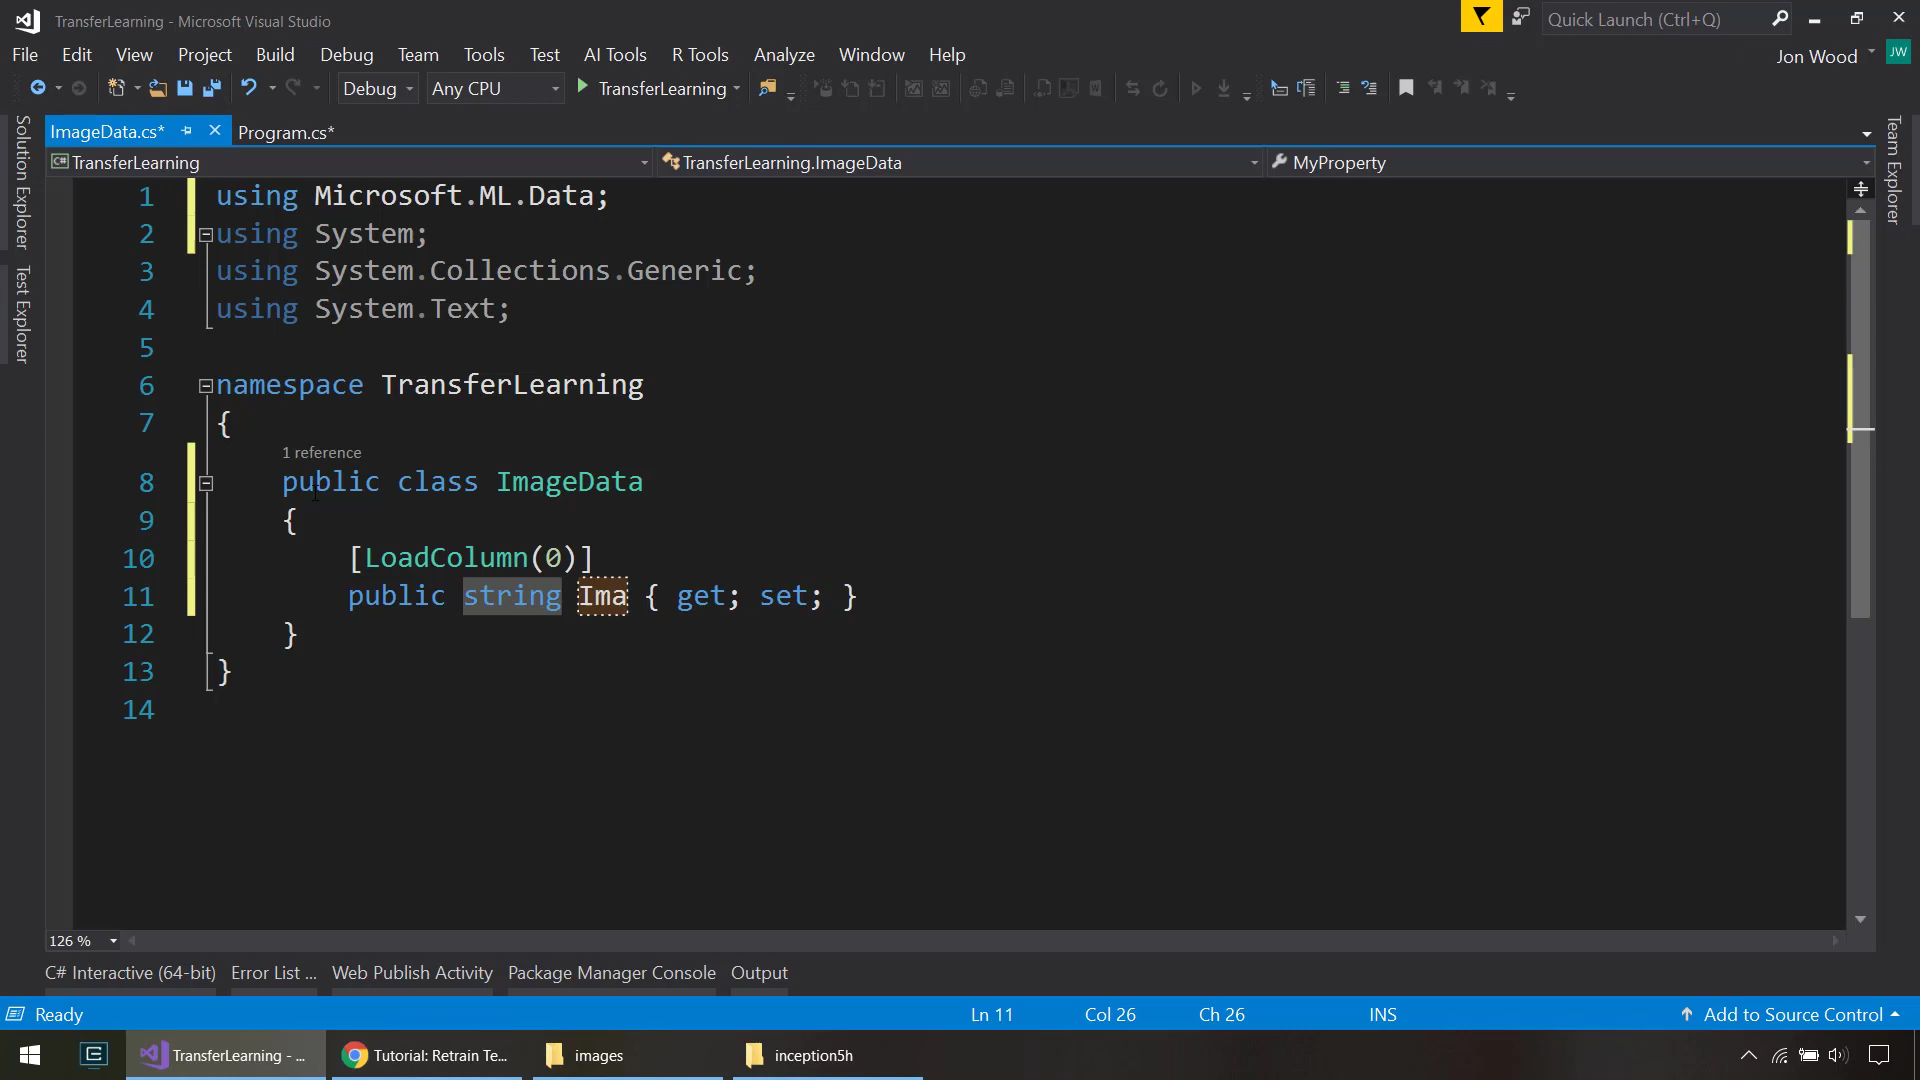 TransferLearning - Microsoft Visual Studio
Quick Launch (Ctrl+Q)
File Edit View Project Build Debug Team Tools Test AI Tools R Tools Analyze Window Help
Jon Wood JW
Debug Any CPU TransferLearning
ImageData.cs* Program.cs*
TransferLearning TransferLearning.ImageData MyProperty
Solution Explorer
Test Explorer
Team Explorer
1 using Microsoft.ML.Data;
2 using System;
3 using System.Collections.Generic;
4 using System.Text;
5
6 namespace TransferLearning
7 {
1 reference
8 public class ImageData
9 {
10 [LoadColumn(0)]
11 public string Ima { get; set; }
12 }
13 }
14
126 %
C# Interactive (64-bit) Error List ... Web Publish Activity Package Manager Console Output
Ready Ln 11 Col 26 Ch 26 INS Add to Source Control
TransferLearning - ... Tutorial: Retrain Te... images inception5h